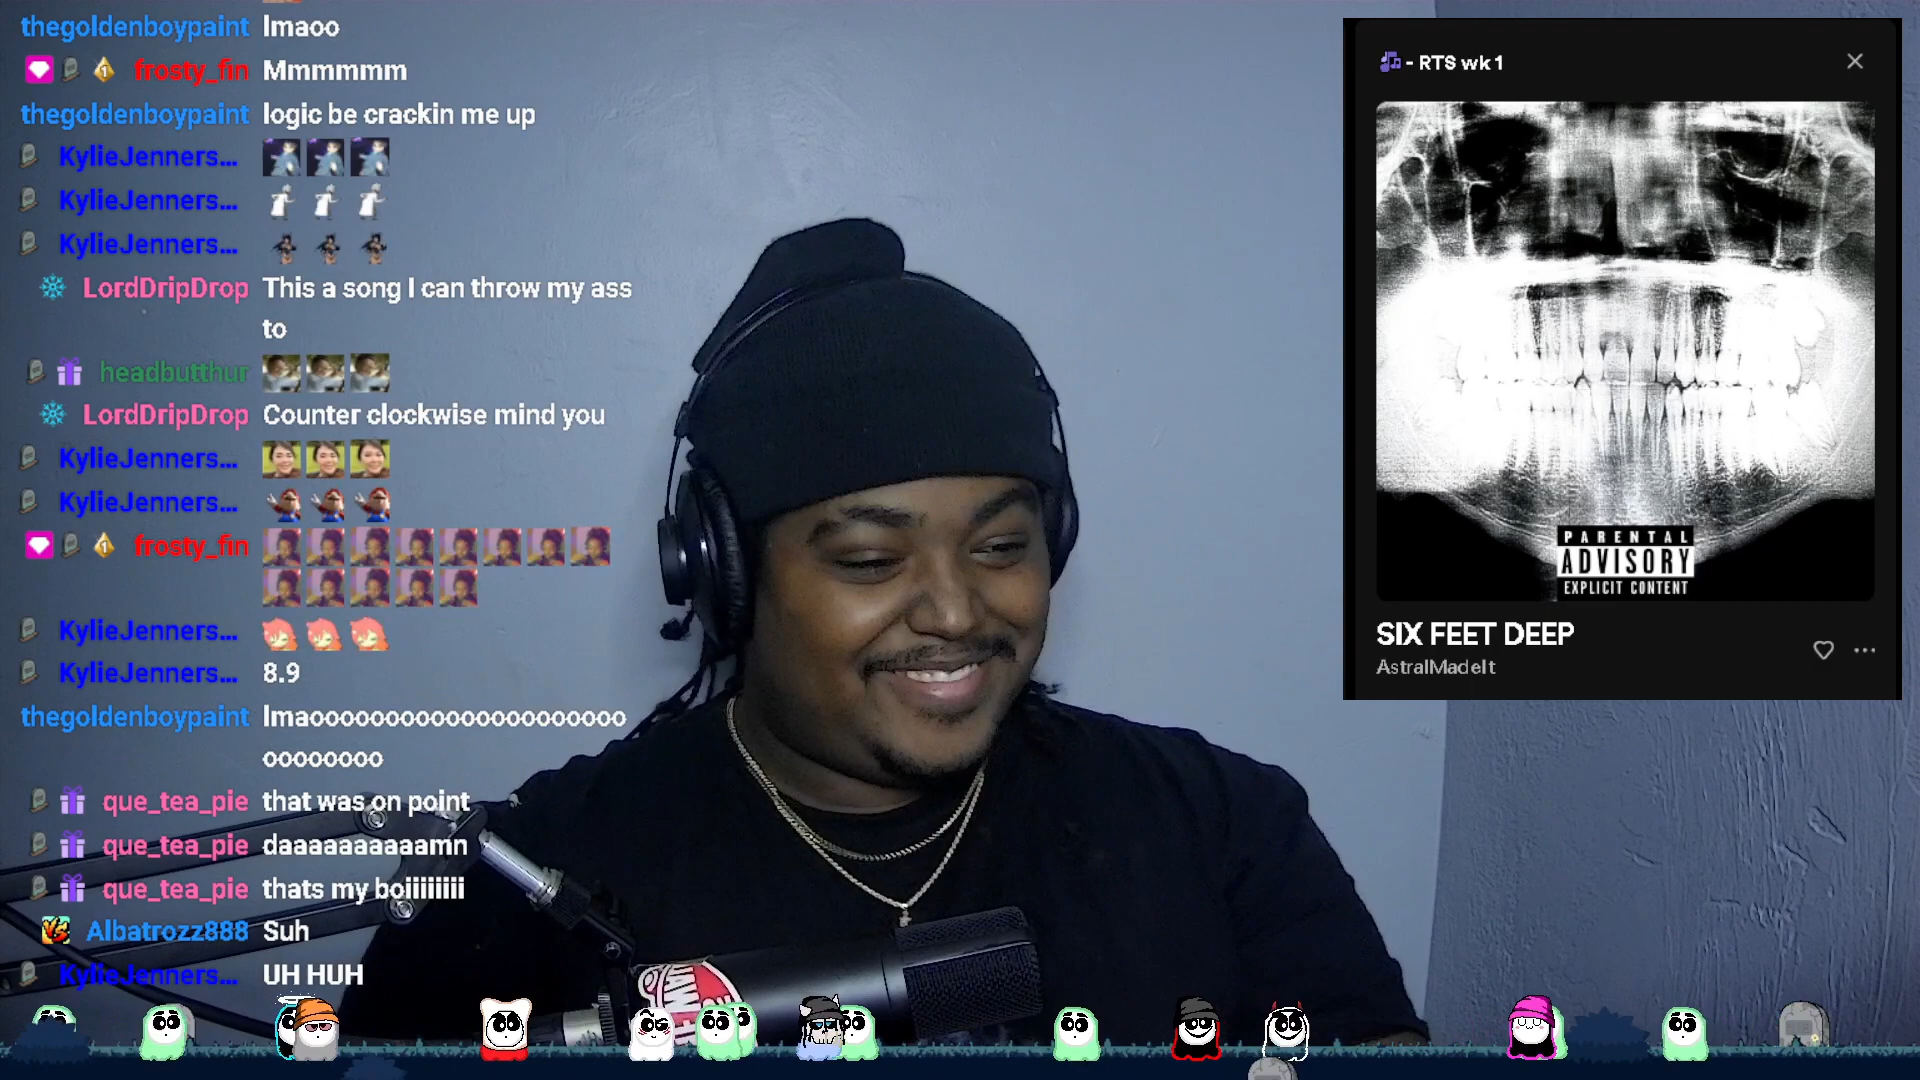 thegoldenboypaint lmaoo
frosty_fin Mmmmmm
thegoldenboypaint logic be crackin me up
KylieJenners...
KylieJenners...
KylieJenners...
LordDripDrop This a song I can throw my ass
to
headbutthur
LordDripDrop Counter clockwise mind you
KylieJenners...
KylieJenners...
frosty_fin
KylieJenners...
KylieJenners... 8.9
thegoldenboypaint lmaooooooooooooooooooooo
oooooooo
que_tea_pie that was on point
que_tea_pie daaaaaaaaaamn
que_tea_pie thats my boiiiiiiii
Albatrozz888 Suh
KylieJenners... UH HUH
- RTS wk 1
PARENTAL
ADVISORY
EXPLICIT CONTENT
SIX FEET DEEP
AstralMadeIt